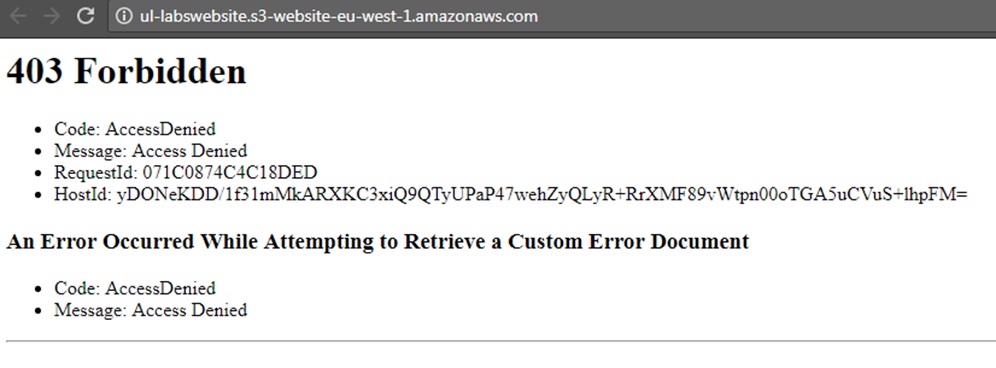 ul-labswebsite.s3-website-eu-west-1.amazonaws.com
403 Forbidden
Code: AccessDenied
Message: Access Denied
RequestId: 071C0874C4C18DED
HostId: yDONeKDD/1f31mMkARXKC3xiQ9QTyUPaP47wehZyQLyR+RrXMF89vWtpn00oTGA5uCVuS+lhpFM=
An Error Occurred While Attempting to Retrieve a Custom Error Document
Code: AccessDenied
Message: Access Denied